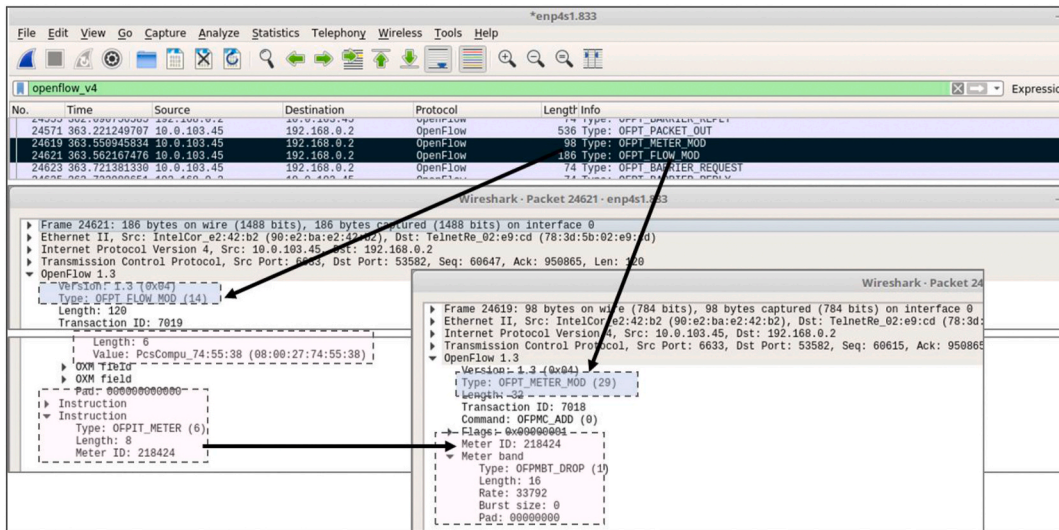 *enp4s1.833
File Edit View Go Capture Analyze Statistics Telephony Wireless Tools Help
openflow_v4 Expressio
No. Time Source Destination Protocol Length Info
24571 363.221249707 10.0.103.45 192.168.0.2 OpenFlow 536 Type: OFPT_PACKET_OUT
24619 363.550945834 10.0.103.45 192.168.0.2 OpenFlow 98 Type: OFPT_METER_MOD
24621 363.562167476 10.0.103.45 192.168.0.2 OpenFlow 186 Type: OFPT_FLOW_MOD
24623 363.721381330 10.0.103.45 192.168.0.2 OpenFlow 74 Type: OFPT_BARRIER_REQUEST
Wireshark · Packet 24621 · enp4s1.833
Frame 24621: 186 bytes on wire (1488 bits), 186 bytes captured (1488 bits) on interface 0
Ethernet II, Src: IntelCor_e2:42:b2 (90:e2:ba:e2:42:b2), Dst: TelnetRe_02:e9:cd (78:3d:5b:02:e9:cd)
Internet Protocol Version 4, Src: 10.0.103.45, Dst: 192.168.0.2
Transmission Control Protocol, Src Port: 6633, Dst Port: 53582, Seq: 60647, Ack: 950865, Len: 120
OpenFlow 1.3
Version: 1.3 (0x04)
Type: OFPT_FLOW_MOD (14)
Length: 120
Transaction ID: 7019
Length: 6
Value: PcsCompu_74:55:38 (08:00:27:74:55:38)
OXM field
OXM field
Pad: 000000000000
Instruction
Instruction
Type: OFPIT_METER (6)
Length: 8
Meter ID: 218424
Wireshark · Packet 24
Frame 24619: 98 bytes on wire (784 bits), 98 bytes captured (784 bits) on interface 0
Ethernet II, Src: IntelCor_e2:42:b2 (90:e2:ba:e2:42:b2), Dst: TelnetRe_02:e9:cd (78:3d:
Internet Protocol Version 4, Src: 10.0.103.45, Dst: 192.168.0.2
Transmission Control Protocol, Src Port: 6633, Dst Port: 53582, Seq: 60615, Ack: 950865
OpenFlow 1.3
Version: 1.3 (0x04)
Type: OFPT_METER_MOD (29)
Length: 32
Transaction ID: 7018
Command: OFPMC_ADD (0)
Flags: 0x00000001
Meter ID: 218424
Meter band
Type: OFPMBT_DROP (1)
Length: 16
Rate: 33792
Burst size: 0
Pad: 00000000